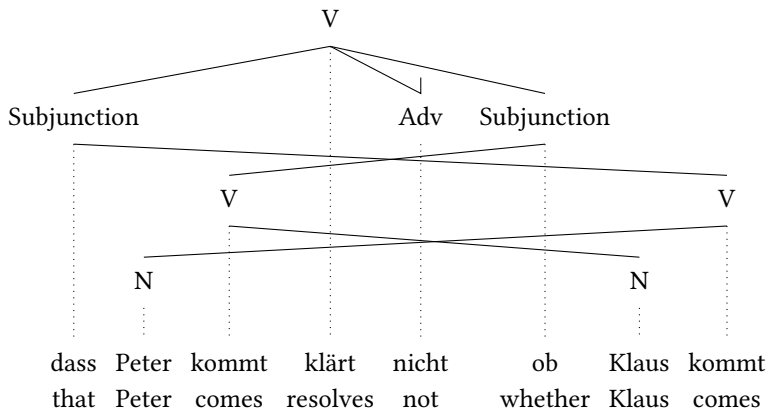 V
Subjunction Adv Subjunction
V V
N N
dass Peter kommt klärt nicht ob Klaus kommt
that Peter comes resolves not whether Klaus comes